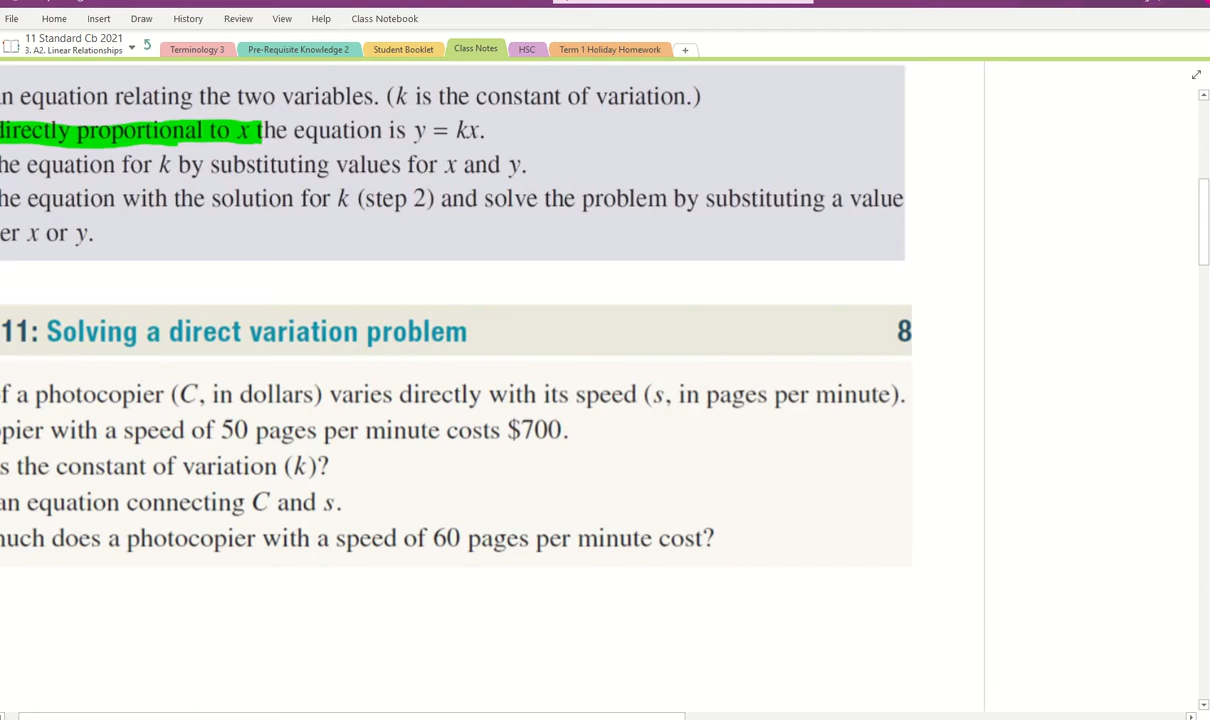 File Home Insert Draw History Review View Help Class Notebook
11 Standard Cb 2021
3. A2. Linear Relationships
Terminology 3 Pre-Requisite Knowledge 2 Student Booklet Class Notes HSC Term 1 Holiday Homework +
n equation relating the two variables. (k is the constant of variation.)
directly proportional to x the equation is y = kx.
he equation for k by substituting values for x and y.
he equation with the solution for k (step 2) and solve the problem by substituting a value
er x or y.
11: Solving a direct variation problem 8
f a photocopier (C, in dollars) varies directly with its speed (s, in pages per minute).
pier with a speed of 50 pages per minute costs $700.
s the constant of variation (k)?
an equation connecting C and s.
much does a photocopier with a speed of 60 pages per minute cost?